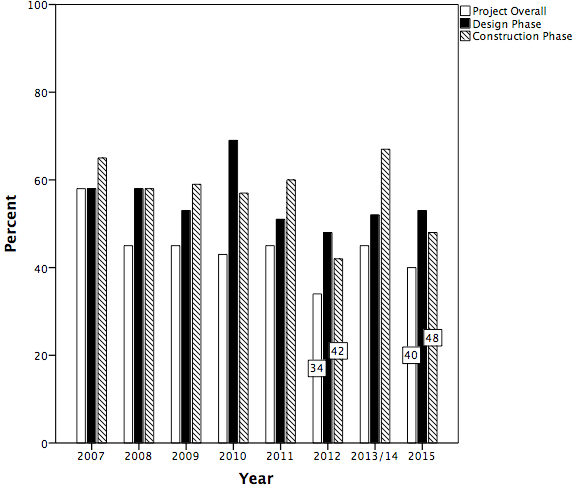 100
80
60
40
20
0
Percent
Project Overall
Design Phase
Construction Phase
34
42
40
48
2007 2008 2009 2010 2011 2012 2013/14 2015
Year